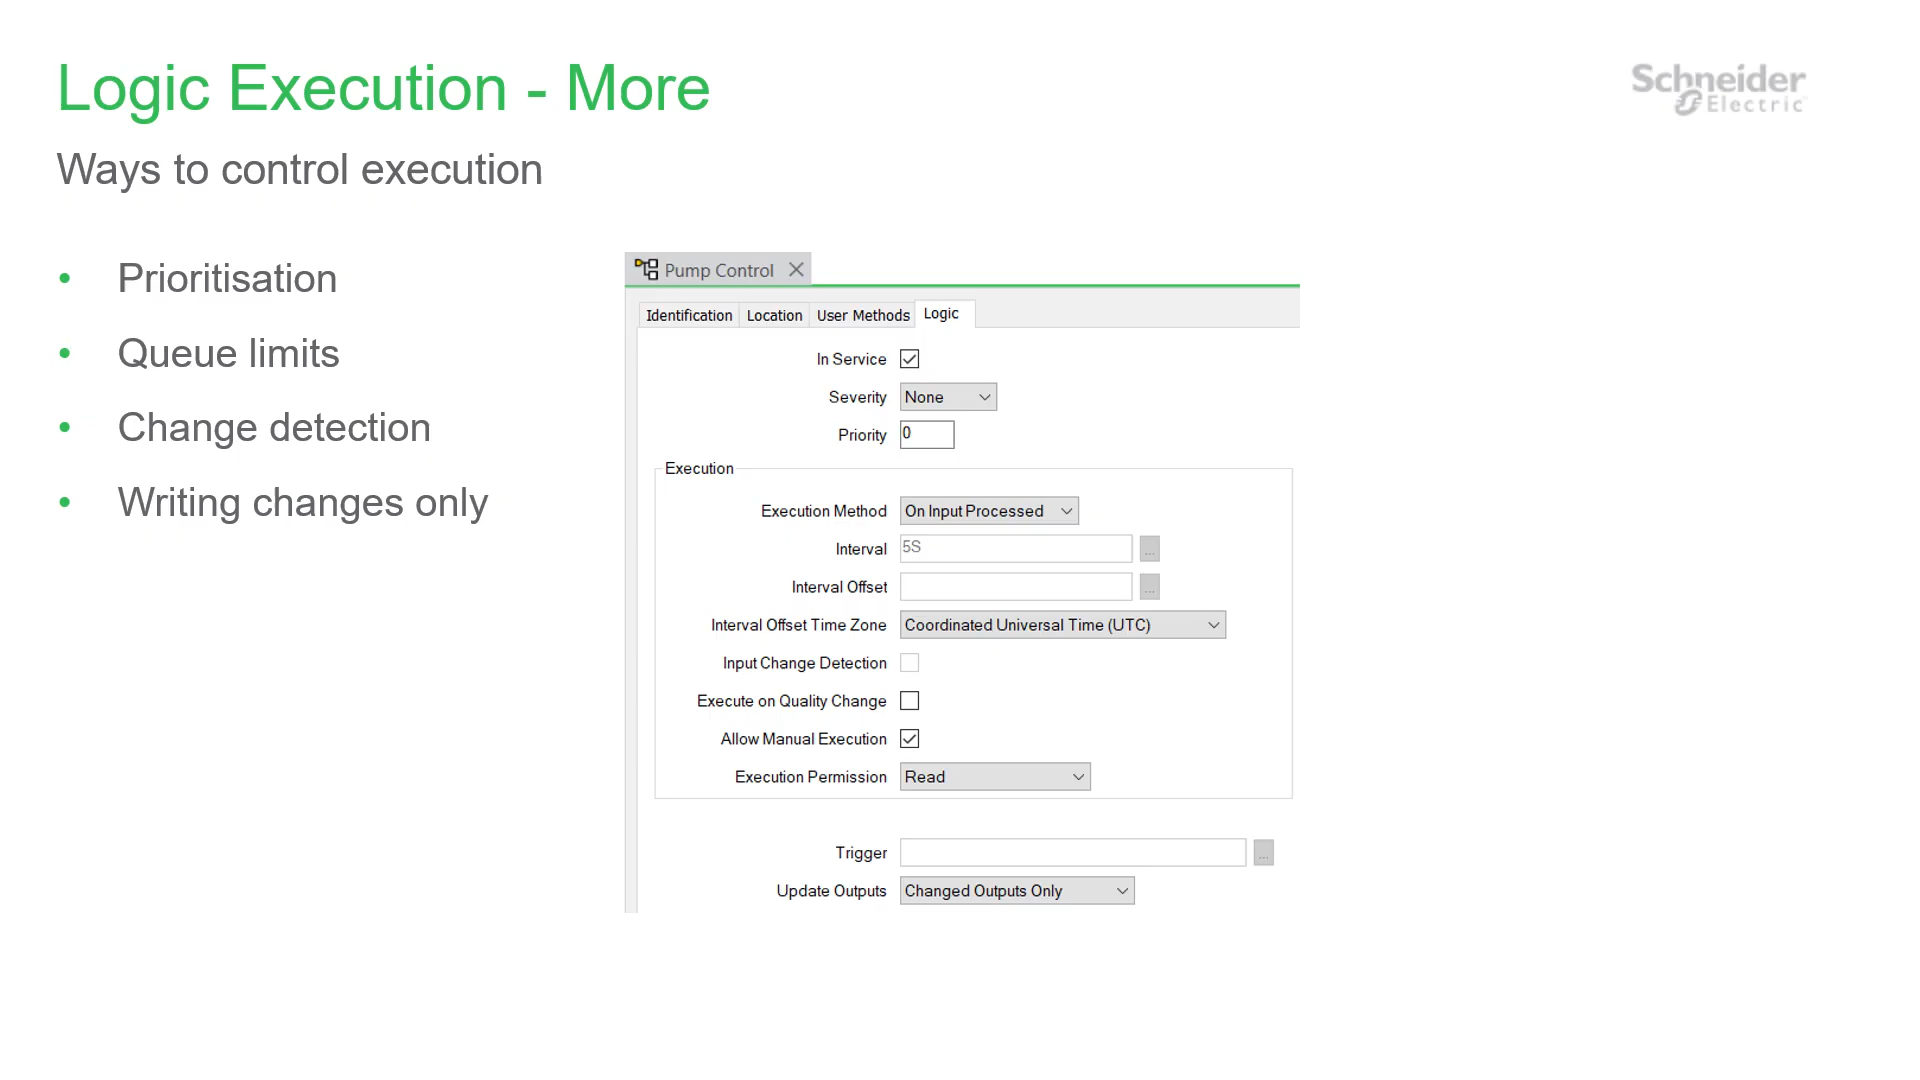 Logic Execution - More
Schneider
Electric
Ways to control execution
• Prioritisation
• Queue limits
• Change detection
• Writing changes only
Pump Control
Identification Location User Methods Logic
In Service
Severity None
Priority 0
Execution
Execution Method On Input Processed
Interval 5S ...
Interval Offset ...
Interval Offset Time Zone Coordinated Universal Time (UTC)
Input Change Detection
Execute on Quality Change
Allow Manual Execution
Execution Permission Read
Trigger ...
Update Outputs Changed Outputs Only